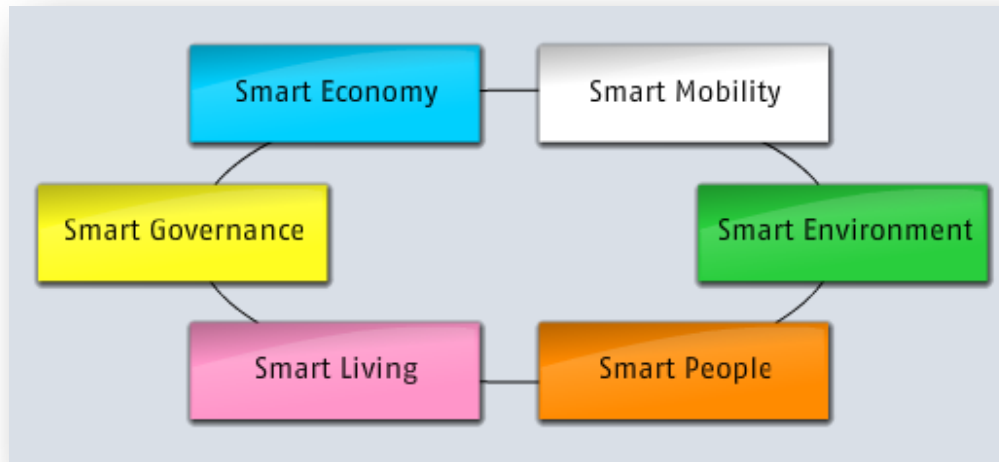 Smart Economy
Smart Mobility
Smart Governance
Smart Environment
Smart Living
Smart People